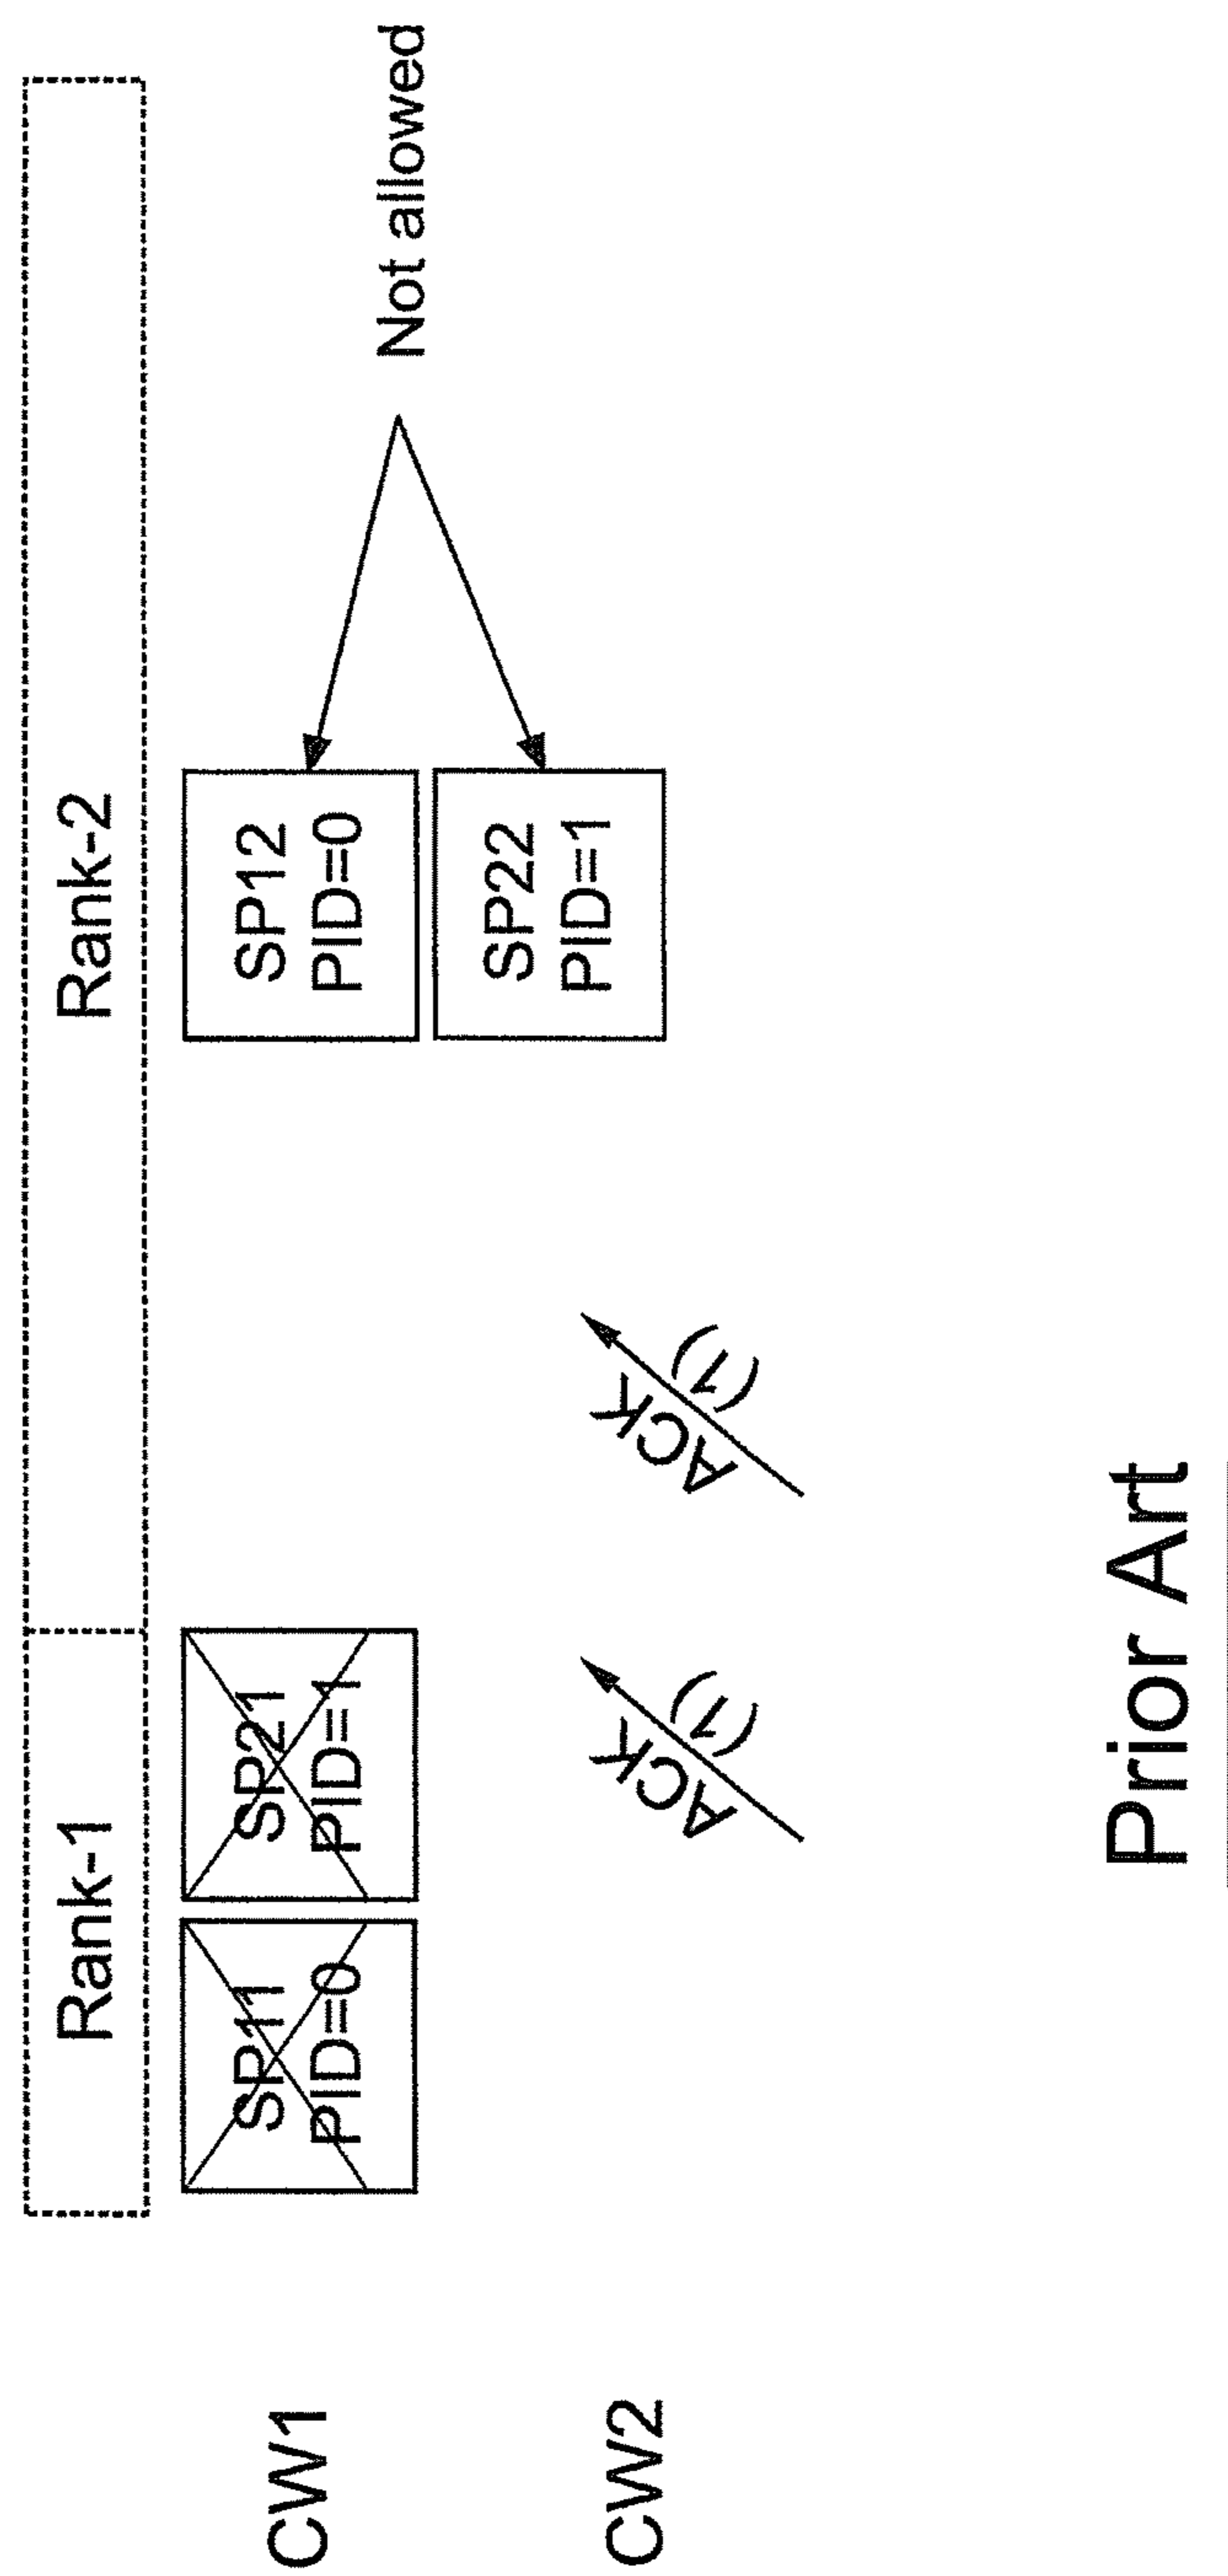 Rank-1
Rank-2
CW1
SP11
PID=0
SP21
PID=1
SP12
PID=0
Not allowed
CW2
SP22
PID=1
ACK
(1)
ACK
(1)
Prior Art